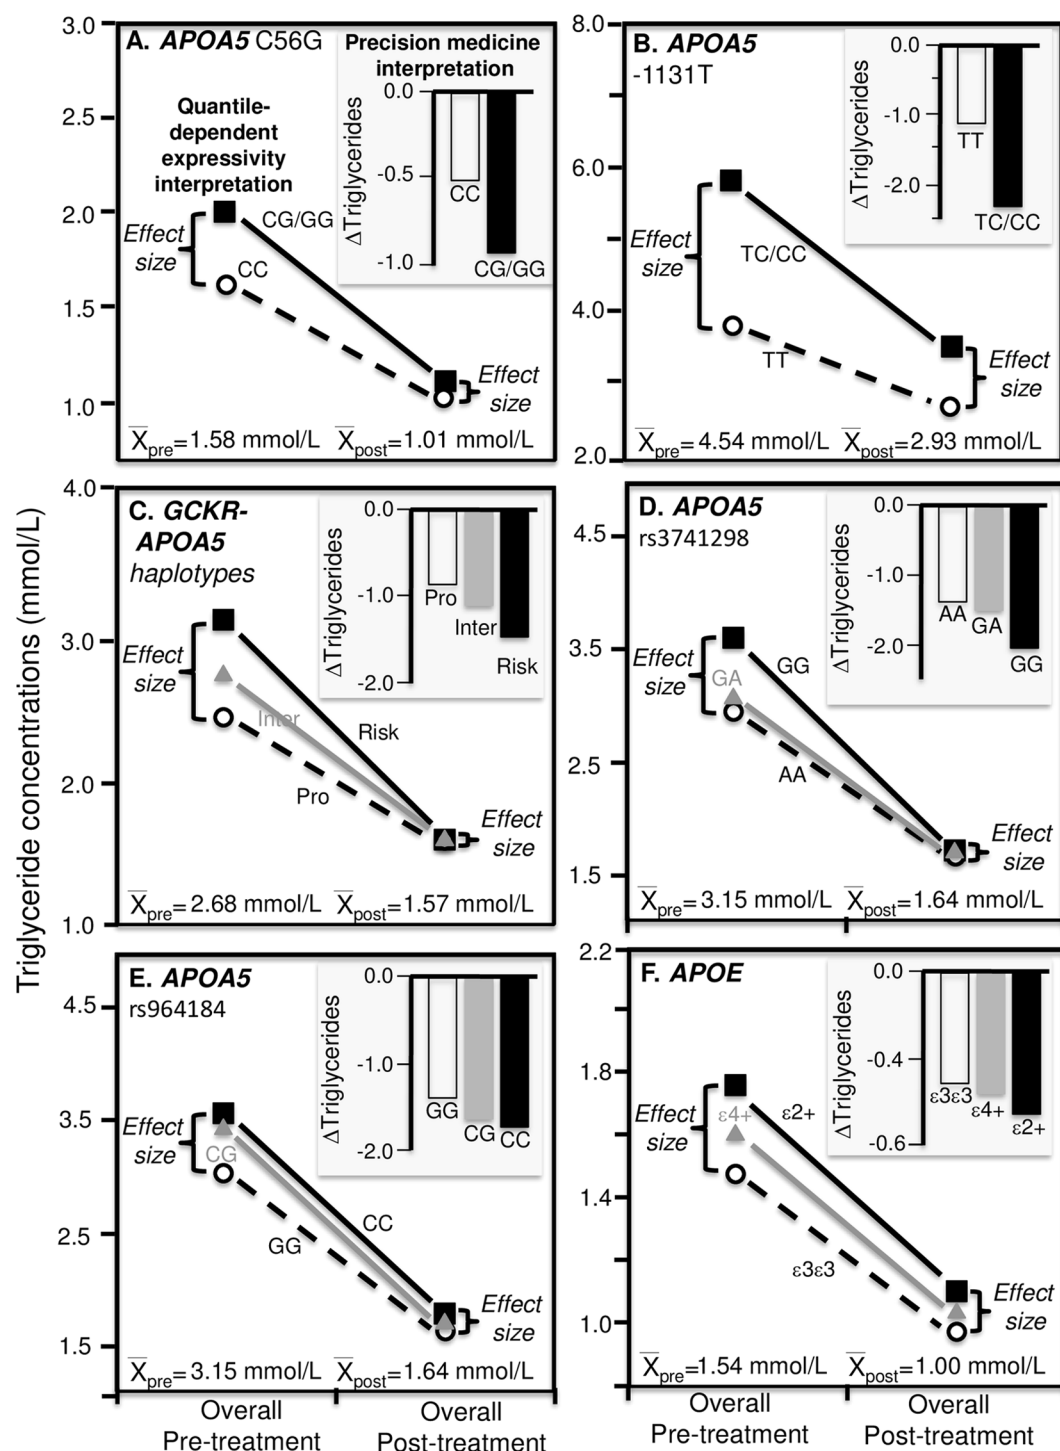 Triglyceride concentrations (mmol/L)
A. APOA5 C56G
Precision medicine
interpretation
Quantile-
dependent
expressivity
interpretation
3.0
2.5
2.0
1.5
1.0
Effect
size
CG/GG
CC
Effect
size
X̅pre=1.58 mmol/L
X̅post=1.01 mmol/L
ΔTriglycerides
0.0
-0.5
-1.0
CC
CG/GG
B. APOA5
-1131T
8.0
6.0
4.0
2.0
Effect
size
TC/CC
TT
Effect
size
X̅pre=4.54 mmol/L
X̅post=2.93 mmol/L
ΔTriglycerides
0.0
-1.0
-2.0
TT
TC/CC
C. GCKR-
APOA5
haplotypes
4.0
3.0
2.0
1.0
Effect
size
Inter
Risk
Pro
Effect
size
X̅pre=2.68 mmol/L
X̅post=1.57 mmol/L
ΔTriglycerides
0.0
-1.0
-2.0
Pro
Inter
Risk
D. APOA5
rs3741298
4.5
3.5
2.5
1.5
Effect
size
GA
GG
AA
Effect
size
X̅pre=3.15 mmol/L
X̅post=1.64 mmol/L
ΔTriglycerides
0.0
-1.0
-2.0
AA
GA
GG
E. APOA5
rs964184
4.5
3.5
2.5
1.5
Effect
size
CG
CC
GG
Effect
size
X̅pre=3.15 mmol/L
X̅post=1.64 mmol/L
ΔTriglycerides
0.0
-1.0
-2.0
GG
CG
CC
Overall
Pre-treatment
Overall
Post-treatment
F. APOE
2.2
1.8
1.4
1.0
Effect
size
ε4+
ε2+
ε3ε3
Effect
size
X̅pre=1.54 mmol/L
X̅post=1.00 mmol/L
ΔTriglycerides
0.0
-0.4
-0.6
ε3ε3
ε4+
ε2+
Overall
Pre-treatment
Overall
Post-treatment